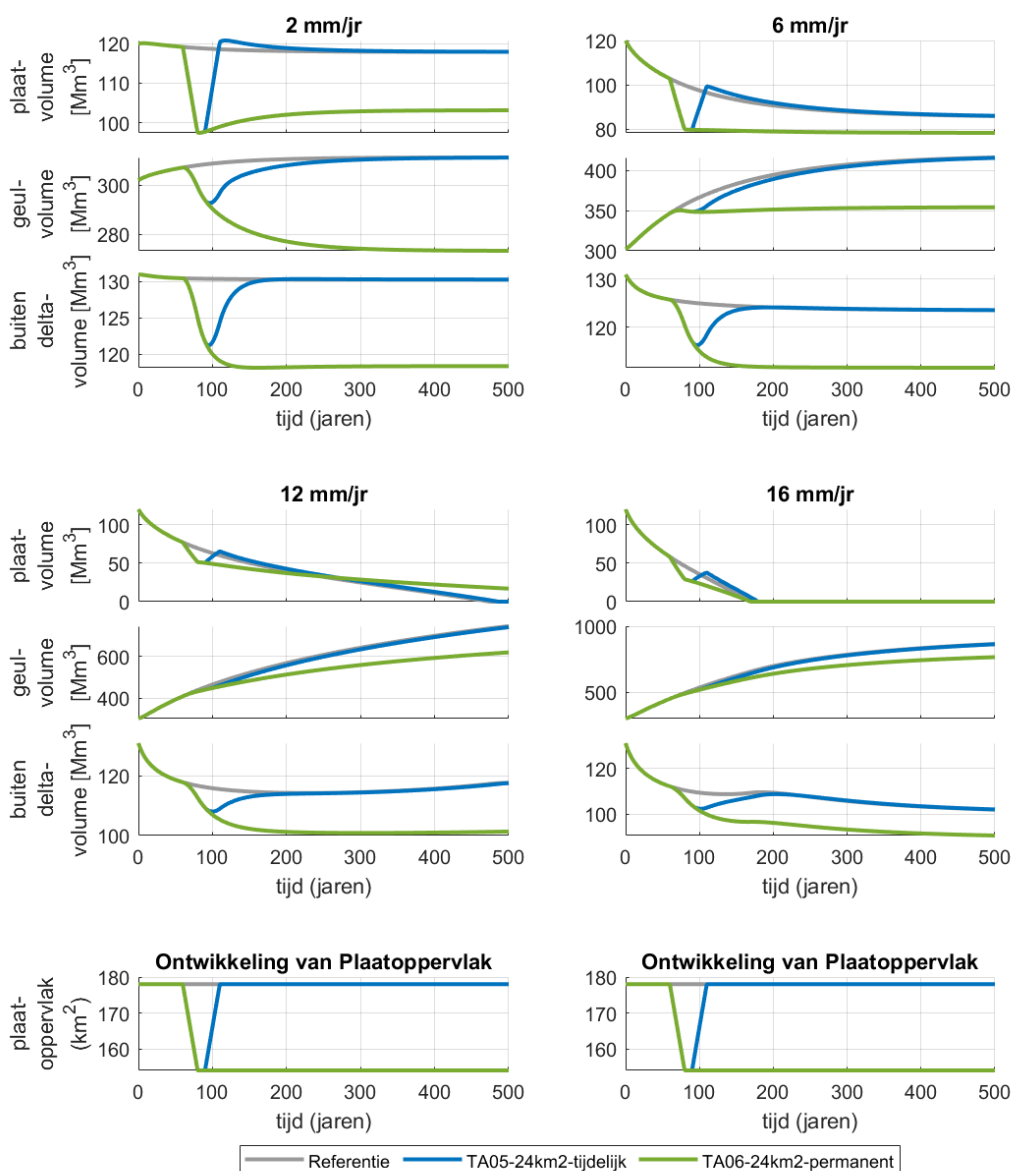 2 mm/jr
plaat-
volume
[Mm³]
120
110
100
geul-
volume
[Mm³]
300
280
buiten
delta-
volume [Mm³]
130
125
120
0 100 200 300 400 500
tijd (jaren)
6 mm/jr
120
100
80
400
350
300
130
120
0 100 200 300 400 500
tijd (jaren)
12 mm/jr
plaat-
volume
[Mm³]
100
50
0
geul-
volume
[Mm³]
600
400
buiten
delta-
volume [Mm³]
120
100
0 100 200 300 400 500
tijd (jaren)
16 mm/jr
100
50
0
1000
500
120
100
0 100 200 300 400 500
tijd (jaren)
Ontwikkeling van Plaatoppervlak
plaat-
oppervlak
(km²)
180
170
160
0 100 200 300 400 500
tijd (jaren)
Ontwikkeling van Plaatoppervlak
180
170
160
0 100 200 300 400 500
tijd (jaren)
Referentie TA05-24km2-tijdelijk TA06-24km2-permanent